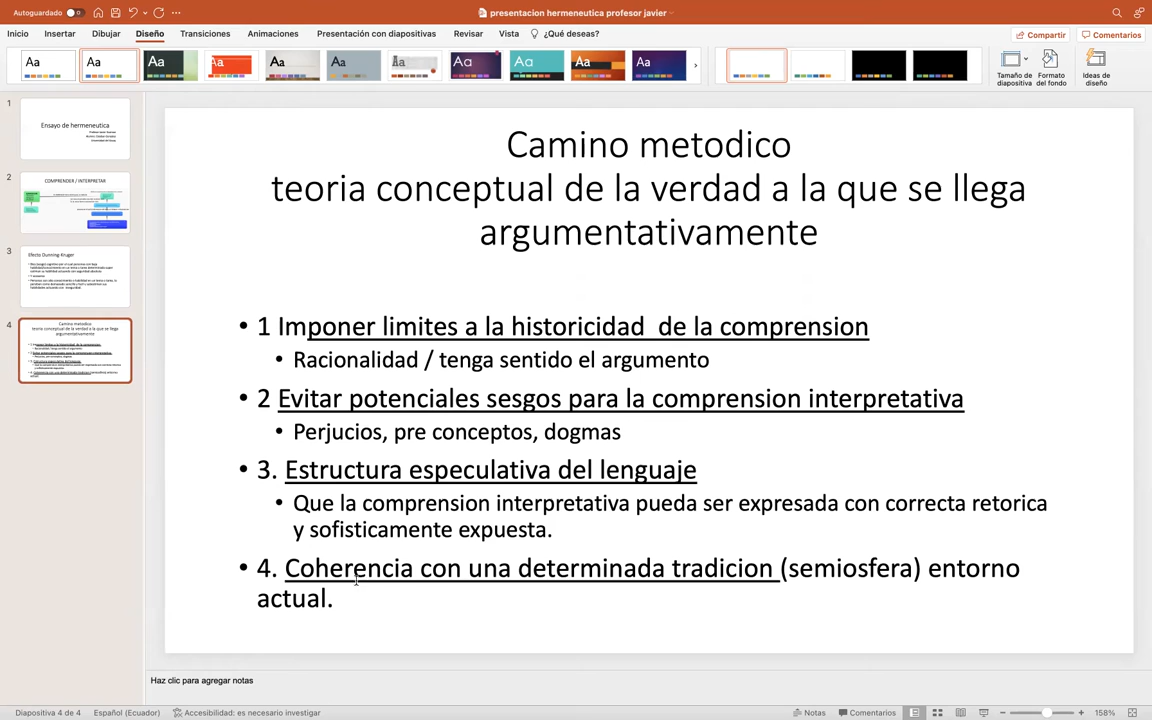 Autoguardado
presentacion hermeneutica profesor javier
Inicio Insertar Dibujar Diseño Transiciones Animaciones Presentación con diapositivas Revisar Vista ¿Qué deseas?
Compartir Comentarios
Aa Aa Aa Aa Aa Aa Aa Aa Aa Aa Aa
Tamaño de diapositiva
Formato del fondo
Ideas de diseño
1
Ensayo de hermeneutica
2
COMPRENDER / INTERPRETAR
3
Efecto Dunning-Kruger
4
Camino metodico
teoria conceptual de la verdad a la que se llega
argumentativamente
Camino metodico
teoria conceptual de la verdad a la que se llega
argumentativamente
• 1 Imponer limites a la historicidad de la comprension
• Racionalidad / tenga sentido el argumento
• 2 Evitar potenciales sesgos para la comprension interpretativa
• Perjucios, pre conceptos, dogmas
• 3. Estructura especulativa del lenguaje
• Que la comprension interpretativa pueda ser expresada con correcta retorica
y sofisticamente expuesta.
• 4. Coherencia con una determinada tradicion (semiosfera) entorno
actual.
Haz clic para agregar notas
Diapositiva 4 de 4 Español (Ecuador) Accesibilidad: es necesario investigar Notas Comentarios 158%